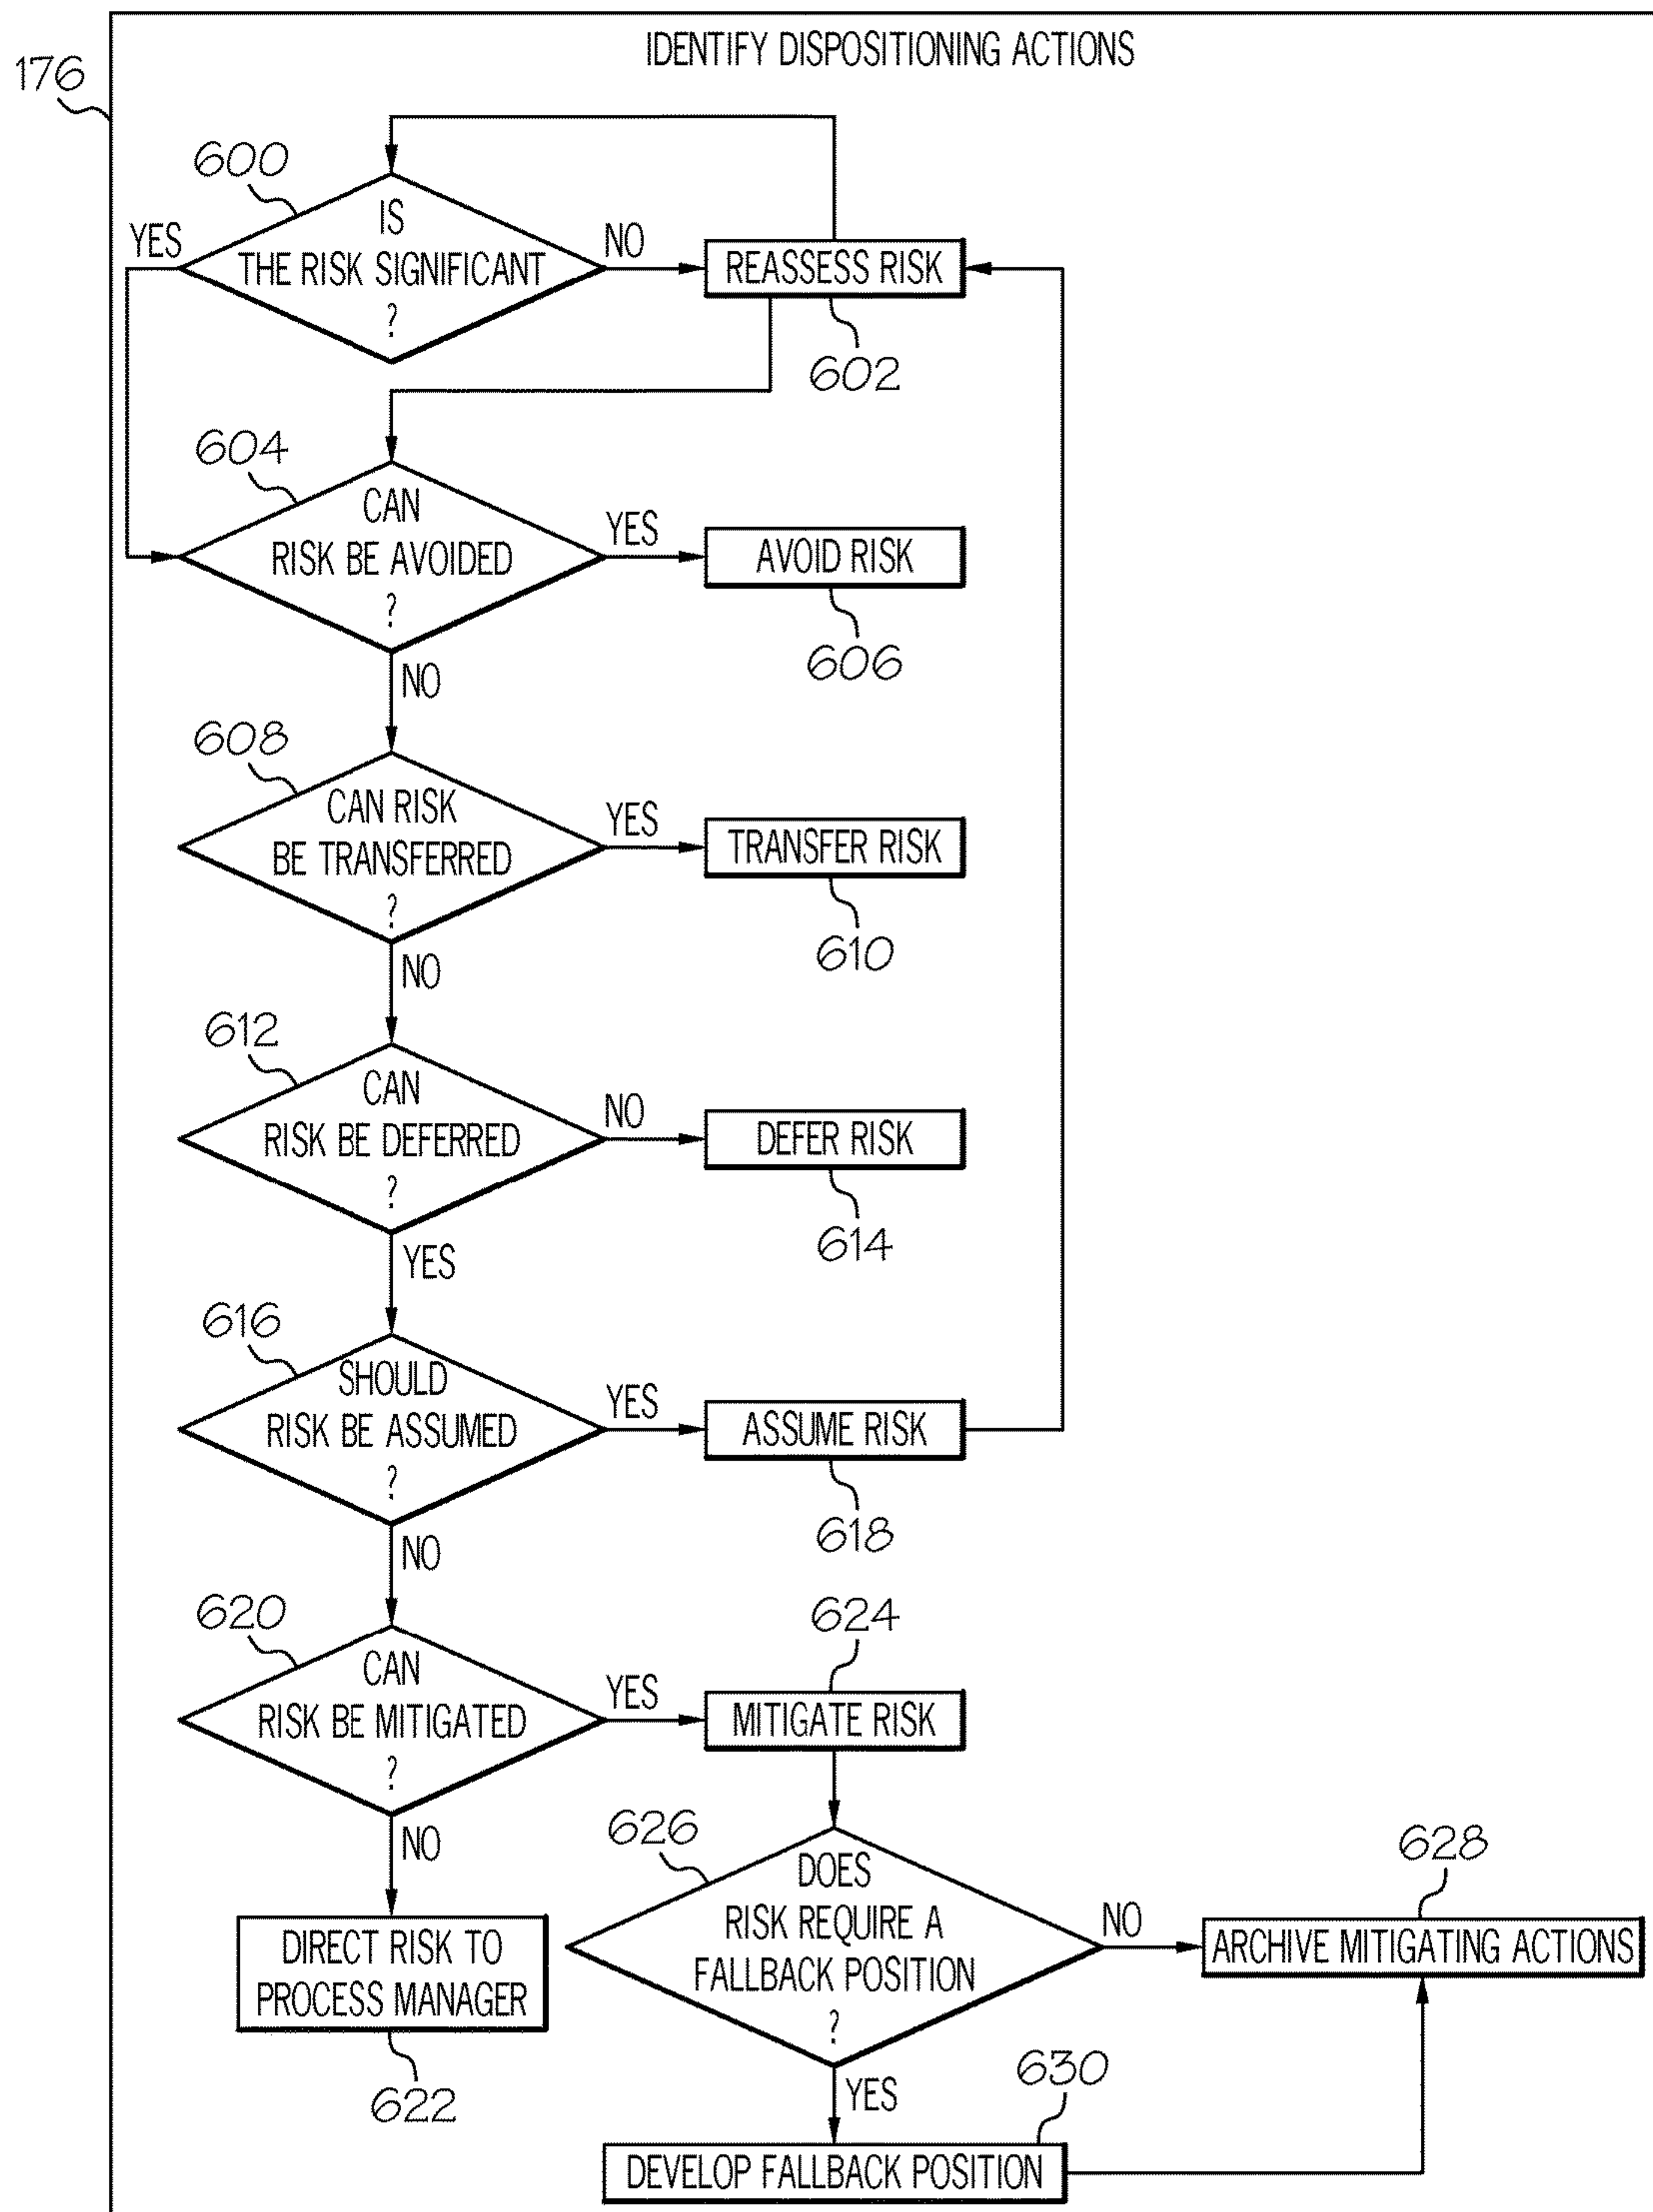 IDENTIFY DISPOSITIONING ACTIONS
176
600
IS
THE RISK SIGNIFICANT
?
YES
NO
REASSESS RISK
602
604
CAN
RISK BE AVOIDED
?
YES
AVOID RISK
606
NO
608
CAN RISK
BE TRANSFERRED
?
YES
TRANSFER RISK
610
NO
612
CAN
RISK BE DEFERRED
?
NO
DEFER RISK
614
YES
616
SHOULD
RISK BE ASSUMED
?
YES
ASSUME RISK
618
NO
620
CAN
RISK BE MITIGATED
?
YES
624
MITIGATE RISK
NO
DIRECT RISK TO
PROCESS MANAGER
622
626
DOES
RISK REQUIRE A
FALLBACK POSITION
?
NO
628
ARCHIVE MITIGATING ACTIONS
YES
630
DEVELOP FALLBACK POSITION